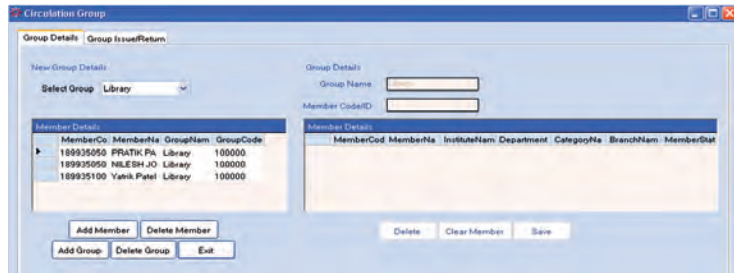 Circulation Group
Group Details Group Issue/Return
New Group Details
Select Group Library
Member Details
MemberCo MemberNa GroupNam GroupCode
189935050 PRATIK PA Library 100000
189935050 NILESH JO Library 100000
189935100 Yatrik Patel Library 100000
Add Member Delete Member
Add Group Delete Group Exit
Group Details
Group Name Library
Member Code/ID
Member Details
MemberCod MemberNa InstituteNam Department CategoryNa BranchNam MemberStat
Delete Clear Member Save